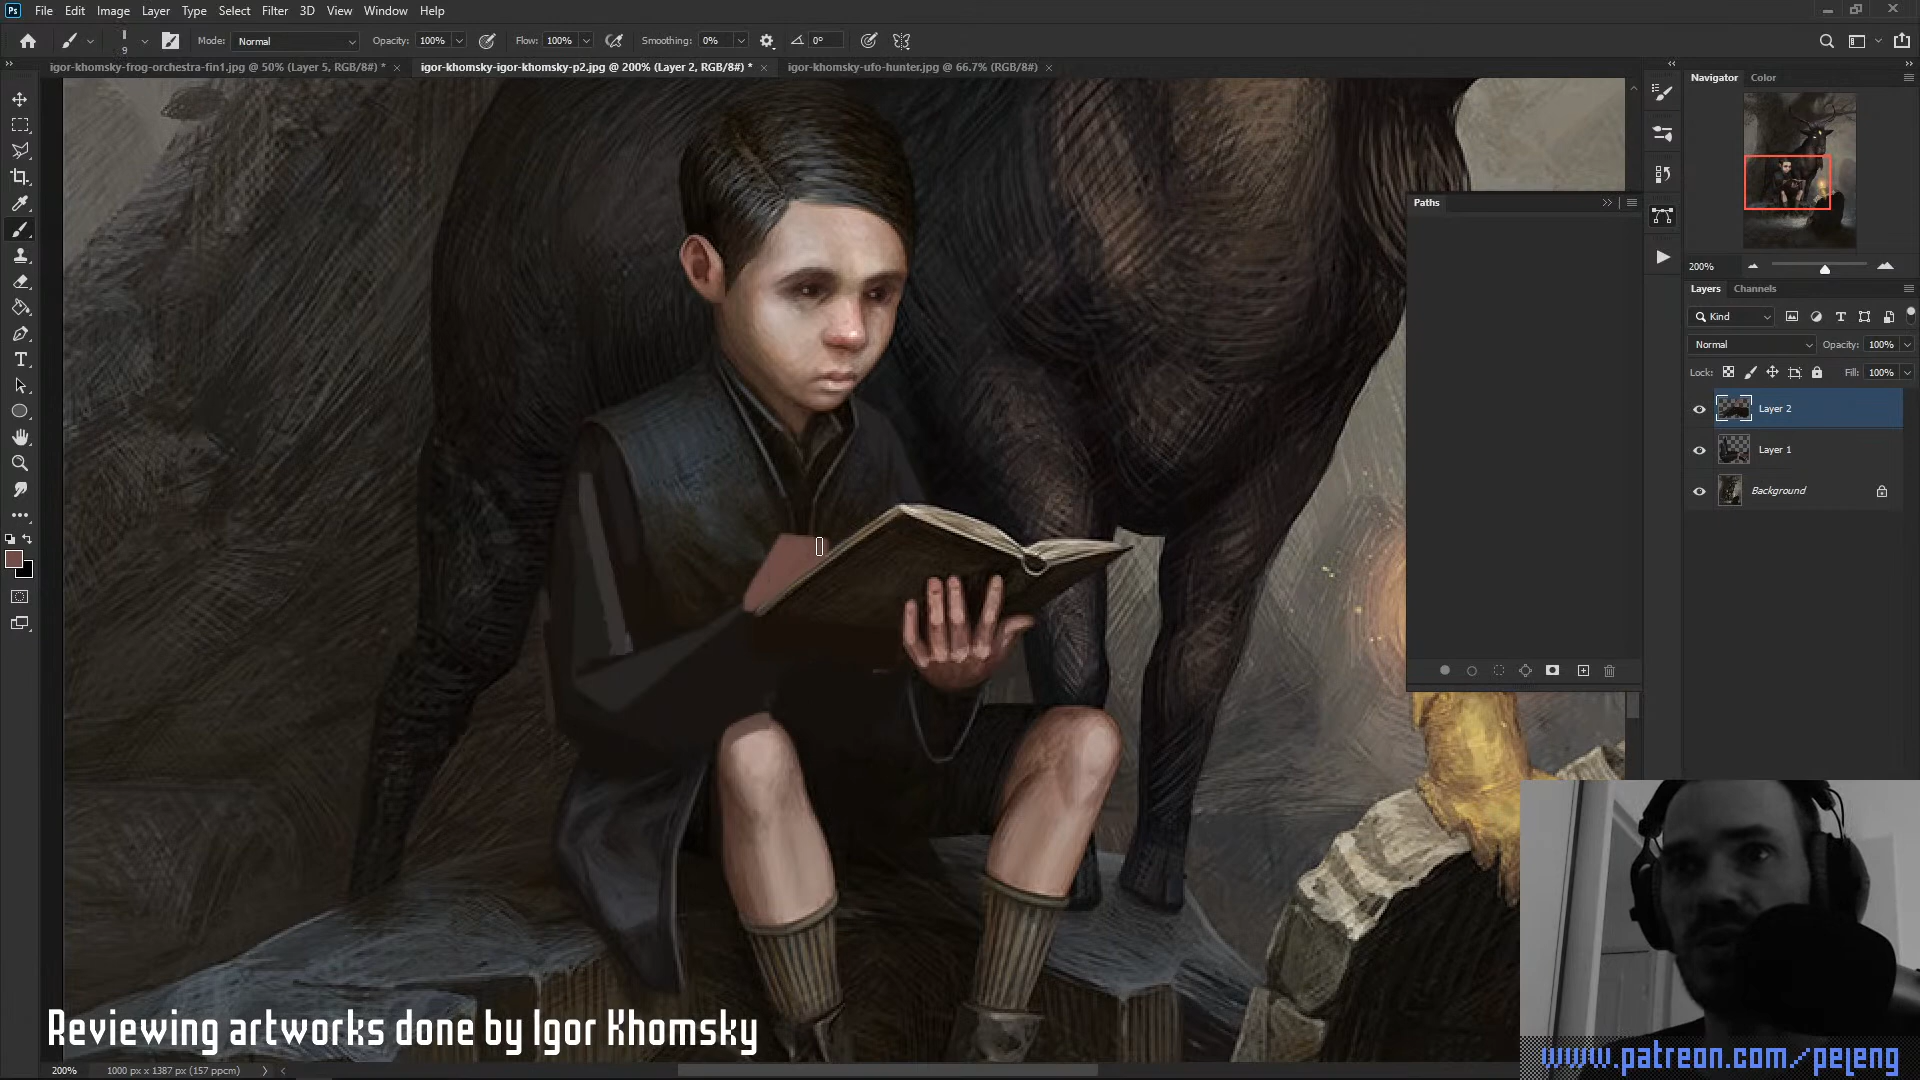 Ps File Edit Image Layer Type Select Filter 3D View Window Help
9 Mode: Normal Opacity: 100% Flow: 100% Smoothing: 0% 0°
igor-khomsky-frog-orchestra-fin1.jpg @ 50% (Layer 5, RGB/8#) * igor-khomsky-igor-khomsky-p2.jpg @ 200% (Layer 2, RGB/8#) * igor-khomsky-ufo-hunter.jpg @ 66.7% (RGB/8#)
Navigator Color
Paths
200%
Layers Channels
Kind
Normal Opacity: 100%
Lock: Fill: 100%
Layer 2
Layer 1
Background
Reviewing artworks done by Igor Khomsky
www.patreon.com/peleng
200% 1000 px x 1387 px (157 ppcm)